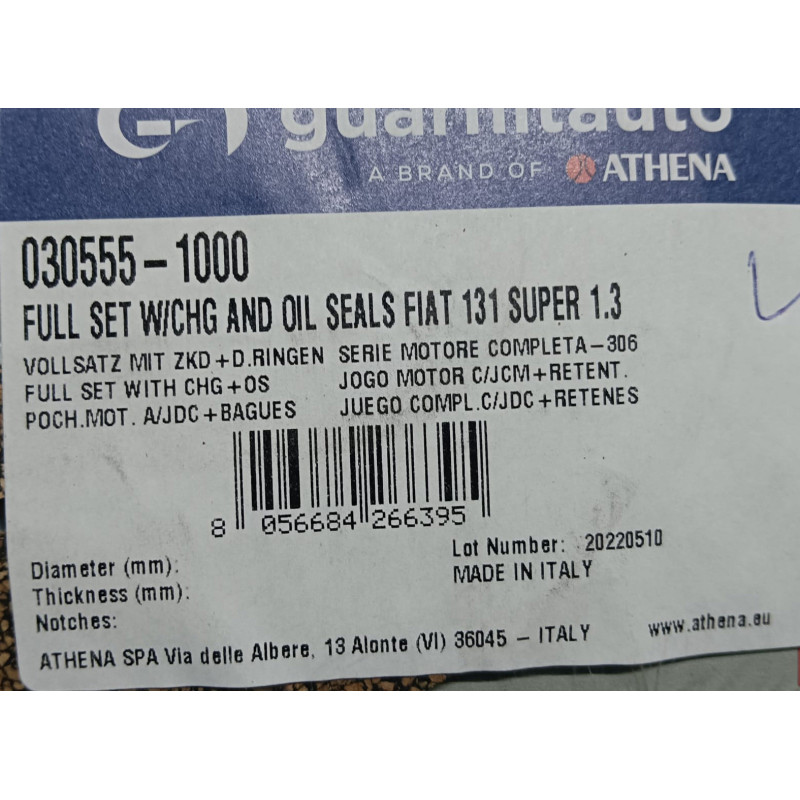 guarnitauto
A BRAND OF ATHENA
030555-1000
FULL SET W/CHG AND OIL SEALS FIAT 131 SUPER 1.3
VOLLSATZ MIT ZKD+D.RINGEN SERIE MOTORE COMPLETA-306
FULL SET WITH CHG+OS JOGO MOTOR C/JCM+RETENT.
POCH.MOT. A/JDC+BAGUES JUEGO COMPL.C/JDC+RETENES
8 056684 266395
Lot Number: 20220510
MADE IN ITALY
Diameter (mm):
Thickness (mm):
Notches:
ATHENA SPA Via delle Albere, 13 Alonte (VI) 36045 - ITALY www.athena.eu